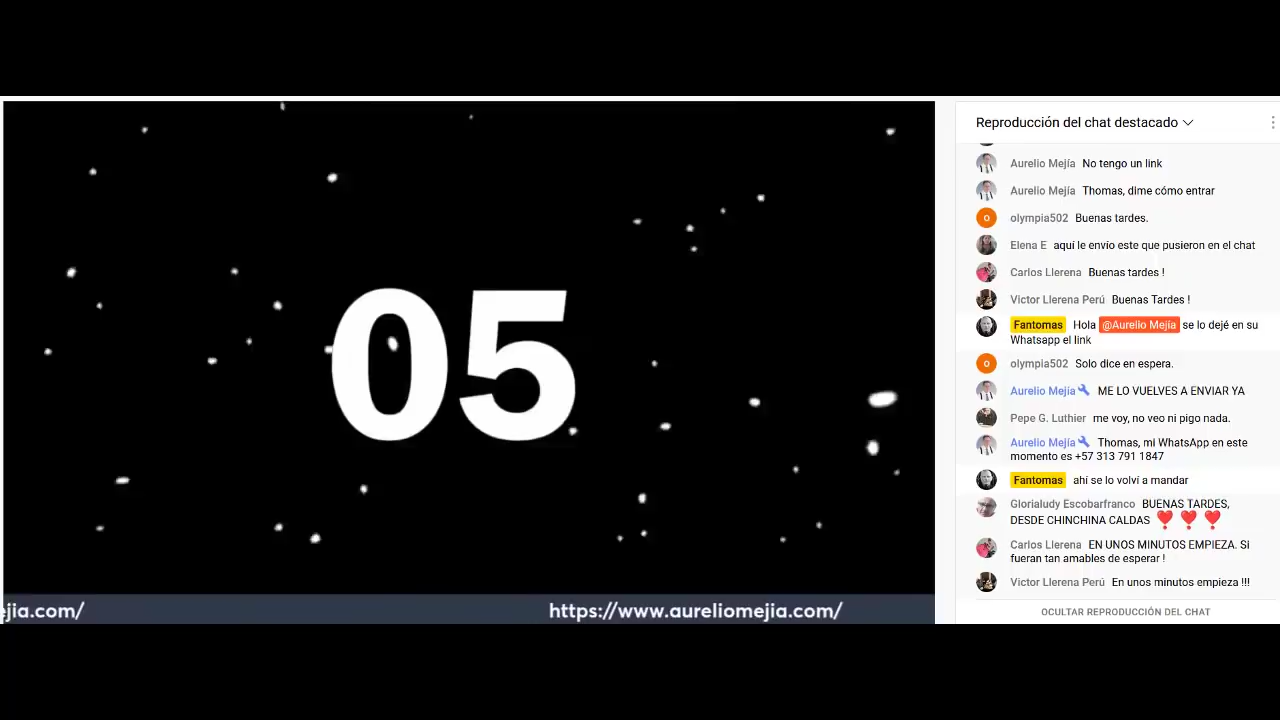 05
ejia.com/
https://www.aureliomejia.com/
Reproducción del chat destacado
Aurelio Mejía No tengo un link
Aurelio Mejía Thomas, dime cómo entrar
O
olympia502 Buenas tardes.
Elena E aquí le envío este que pusieron en el chat
Carlos Llerena Buenas tardes !
Victor Llerena Perú Buenas Tardes !
Fantomas Hola @Aurelio Mejía se lo dejé en su
Whatsapp el link
O
olympia502 Solo dice en espera.
Aurelio Mejía ME LO VUELVES A ENVIAR YA
Pepe G. Luthier me voy, no veo ni pigo nada.
Aurelio Mejía Thomas, mi WhatsApp en este
momento es +57 313 791 1847
Fantomas ahí se lo volví a mandar
Glorialudy Escobarfranco BUENAS TARDES,
DESDE CHINCHINA CALDAS ❣️ ❣️ ❣️
Carlos Llerena EN UNOS MINUTOS EMPIEZA. Si
fueran tan amables de esperar !
Victor Llerena Perú En unos minutos empieza !!!
OCULTAR REPRODUCCIÓN DEL CHAT